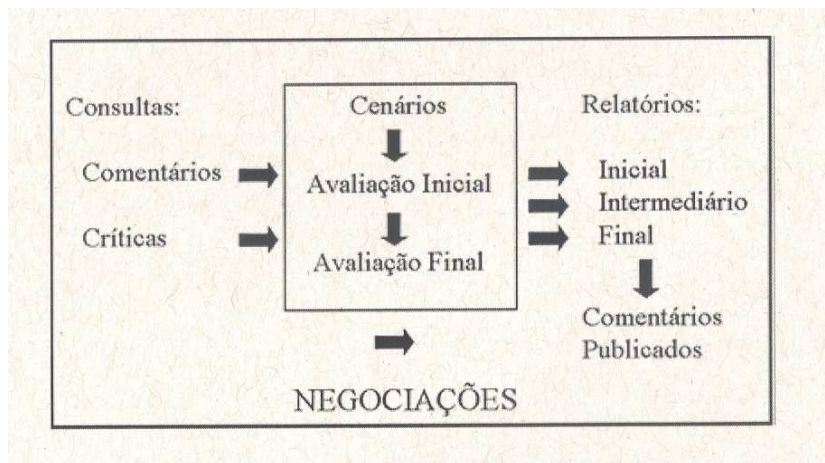 Consultas:
Comentários
Críticas
Cenários
Avaliação Inicial
Avaliação Final
Relatórios:
Inicial
Intermediário
Final
Comentários
Publicados
NEGOCIAÇÕES